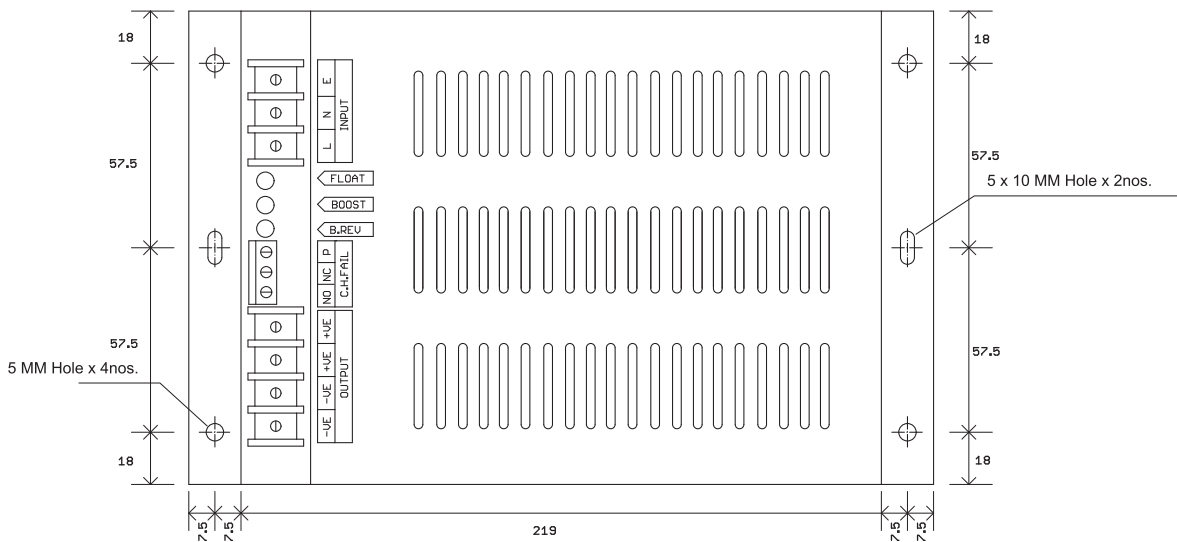 18
18
E
N
L
INPUT
57.5
57.5
FLOAT
5 x 10 MM Hole x 2nos.
BOOST
B.REV
P
NC
NO
C.H.FAIL
57.5
57.5
+VE
+VE
-VE
-VE
OUTPUT
5 MM Hole x 4nos.
18
18
7.5
7.5
219
7.5
7.5